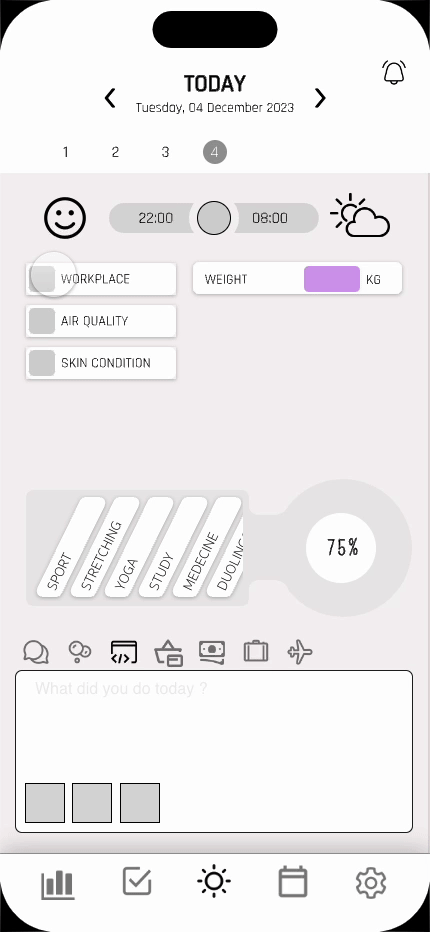 TODAY
Tuesday, 04 December 2023
1 2 3 4
22:00 08:00
WORKPLACE
WEIGHT KG
AIR QUALITY
SKIN CONDITION
SPORT
STRETCHING
YOGA
STUDY
MEDECINE
DUOLING
75%
What did you do today ?